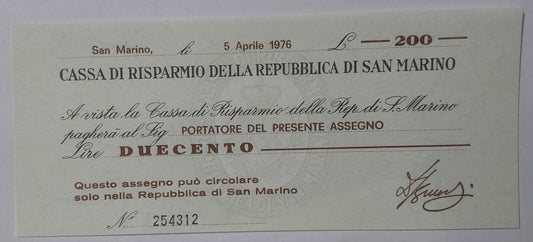 San Marino, li 5 Aprile 1976 £ — 200 —
CASSA DI RISPARMIO DELLA REPUBBLICA DI SAN MARINO
A vista la Cassa di Risparmio della Rep. di S. Marino
pagherà al Sig PORTATORE DEL PRESENTE ASSEGNO
Lire DUECENTO
Questo assegno può circolare
solo nella Repubblica di San Marino
N° 254312